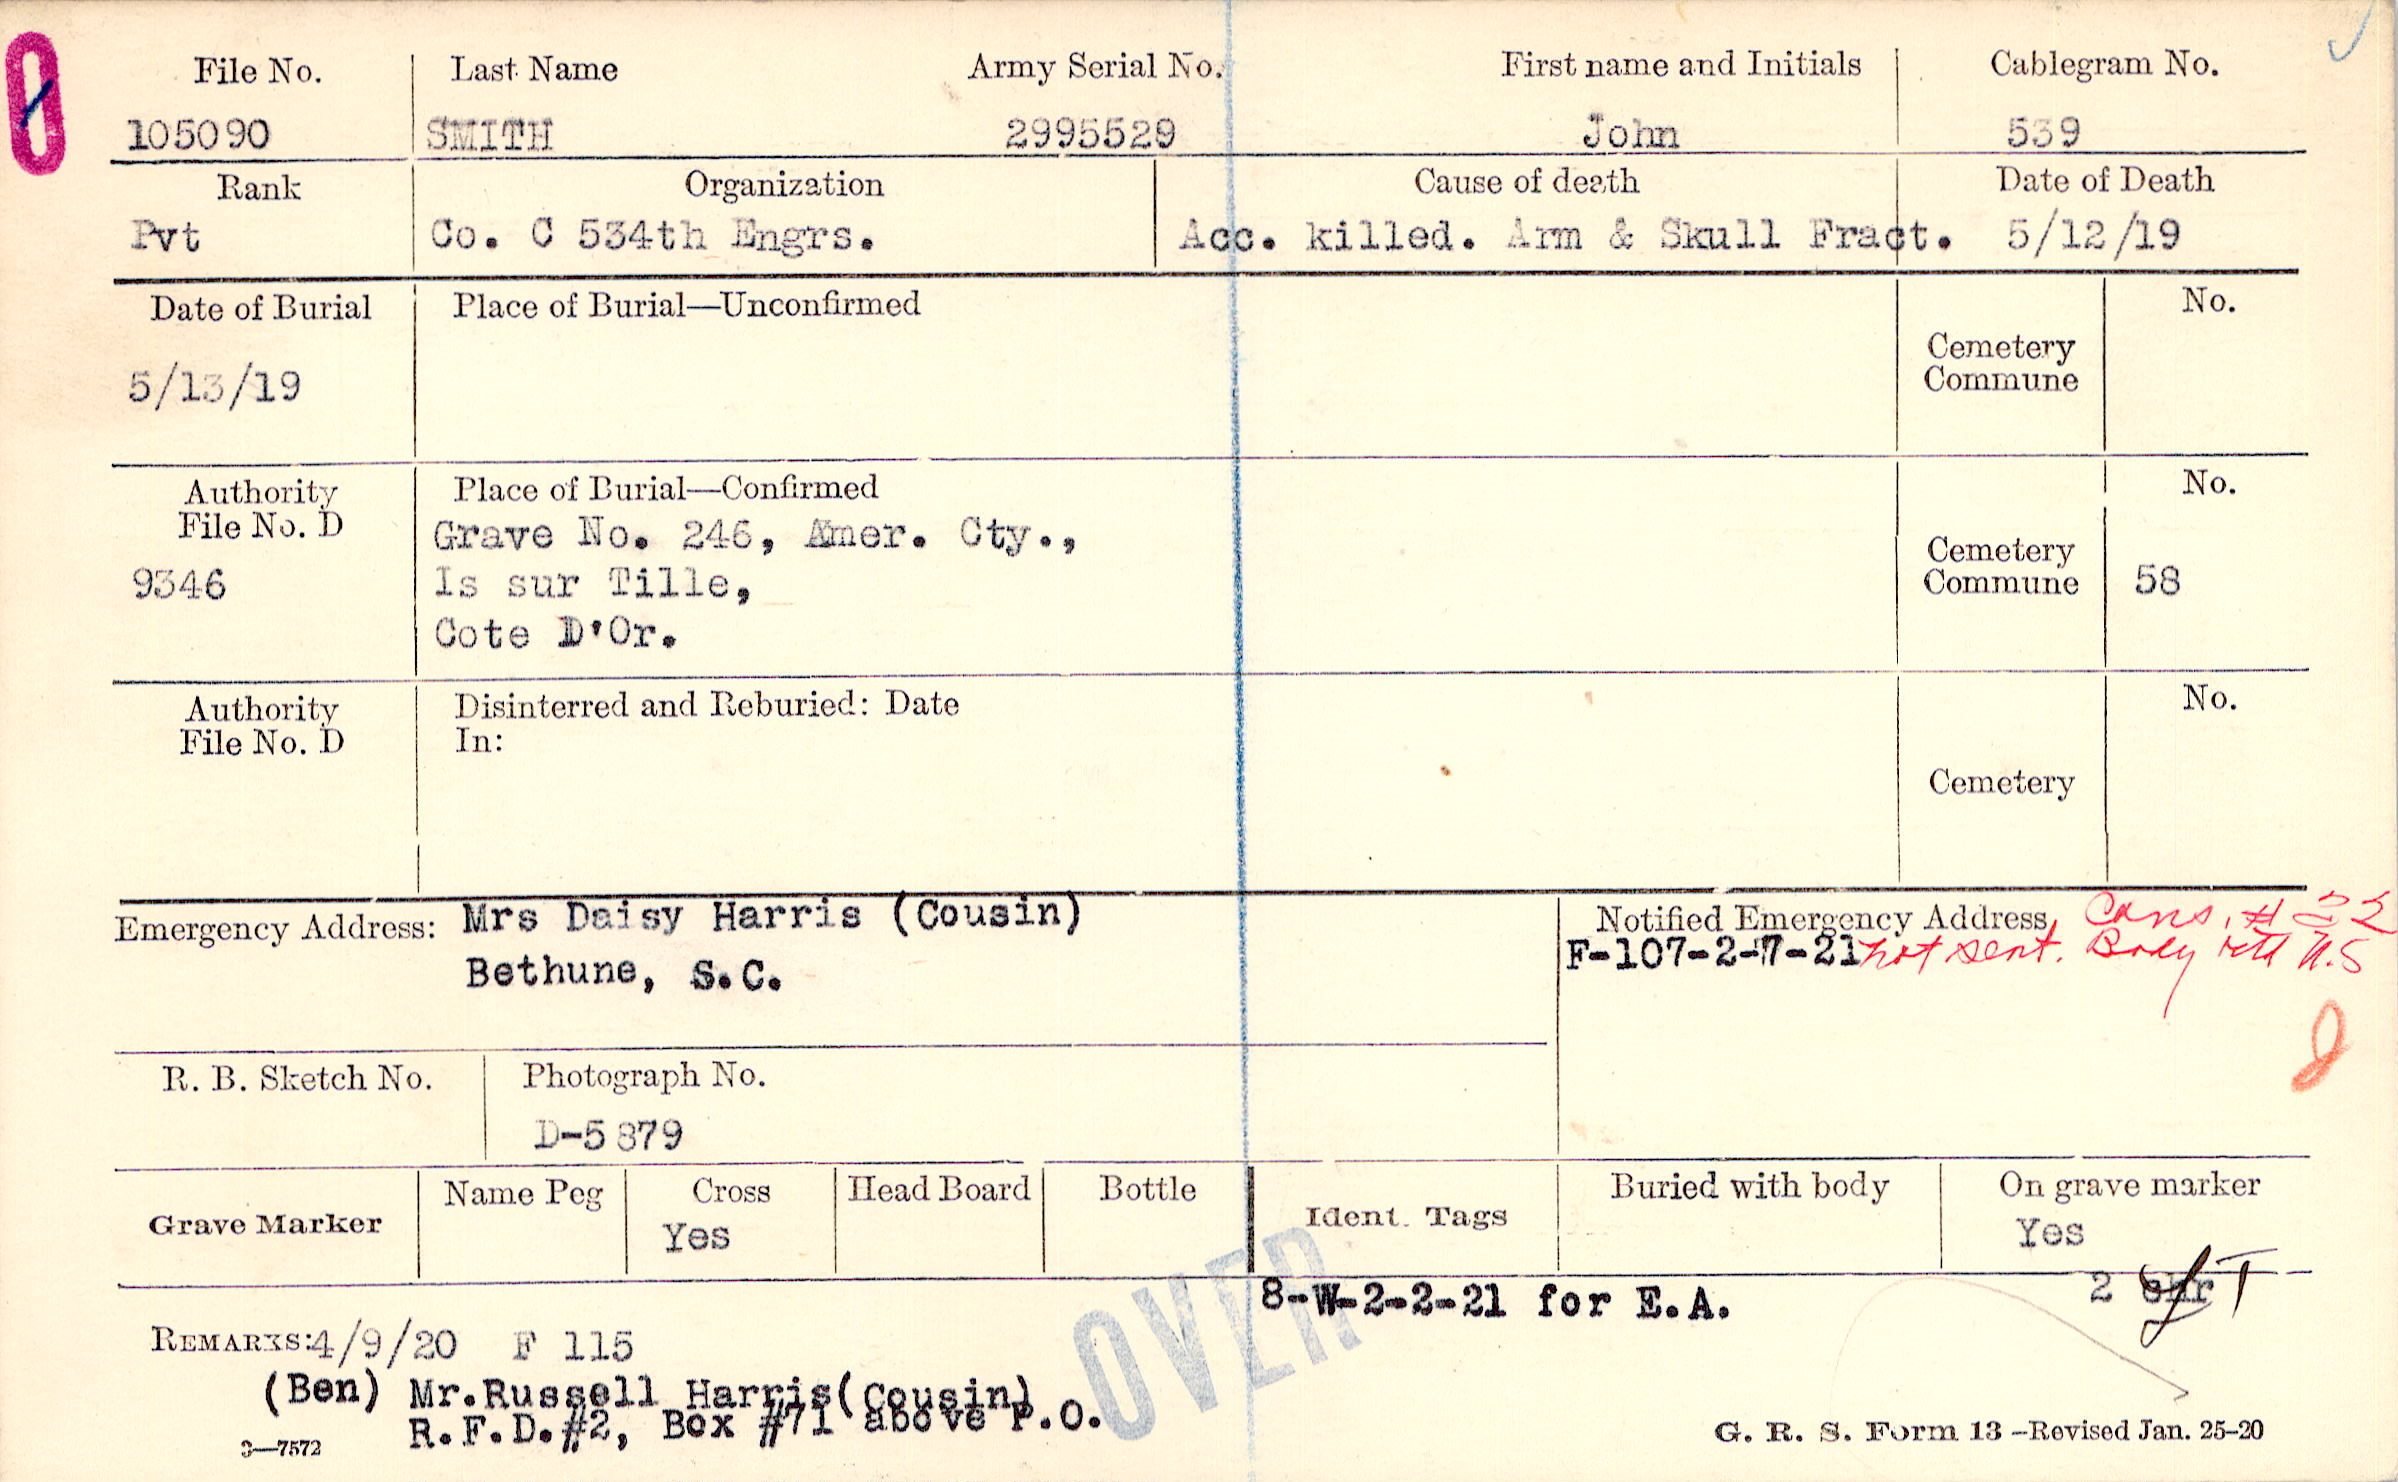 File No. Last Name Army Serial No. First name and Initials Cablegram No.
105090 SMITH 2995529 John 539
Rank Organization Cause of death Date of Death
Pvt Co. C 534th Engrs. Acc. killed. Arm & Skull Fract. 5/12/19
Date of Burial Place of Burial—Unconfirmed No.
Cemetery
Commune
5/13/19
Authority Place of Burial—Confirmed No.
File No. D Grave No. 246, Amer. Cty.,
Cemetery
9346 Is sur Tille, Commune 58
Cote D'Or.
Authority Disinterred and Reburied: Date No.
File No. D In:
Cemetery
Emergency Address: Mrs Daisy Harris (Cousin) Notified Emergency Address Cans. #
Bethune, S.C. F-107-2-7-21 not sent. Body
R. B. Sketch No. Photograph No.
D-5879
Grave Marker Name Peg Cross Head Board Bottle Ident. Tags Buried with body On grave marker
Yes Yes
8-W-2-2-21 for E.A. 2
OVER
REMARKS: 4/9/20 F 115
(Ben) Mr.Russell Harris(Cousin)
R.F.D.#2, Box #71 above P.O.
3—7572 G. R. S. Form 13 —Revised Jan. 25-20